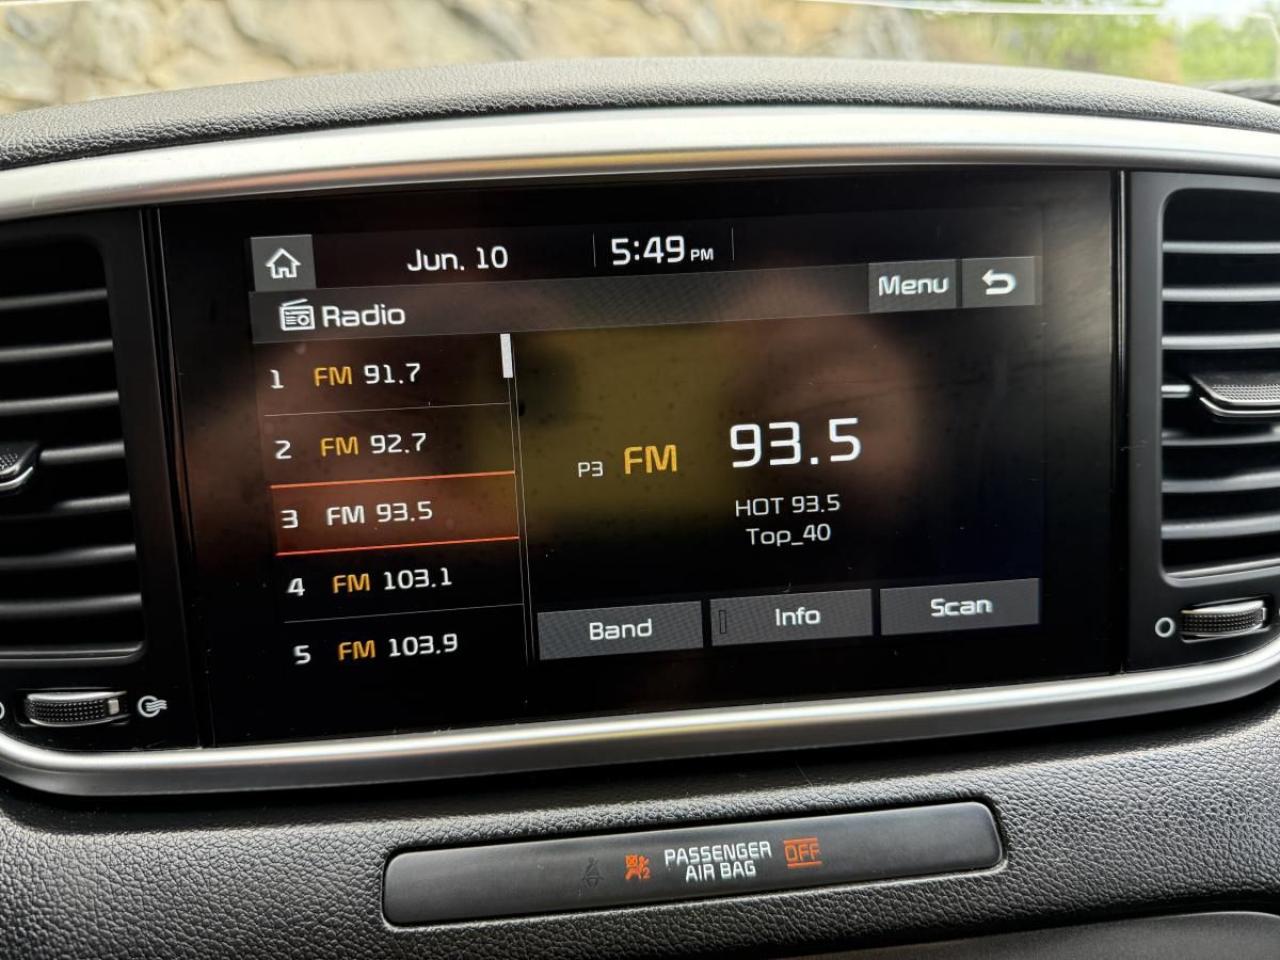 Jun. 10 5:49 PM
Radio
Menu
1 FM 91.7
2 FM 92.7
3 FM 93.5
4 FM 103.1
5 FM 103.9
P3 FM 93.5
HOT 93.5
Top_40
Band Info Scan
2 PASSENGER AIR BAG OFF